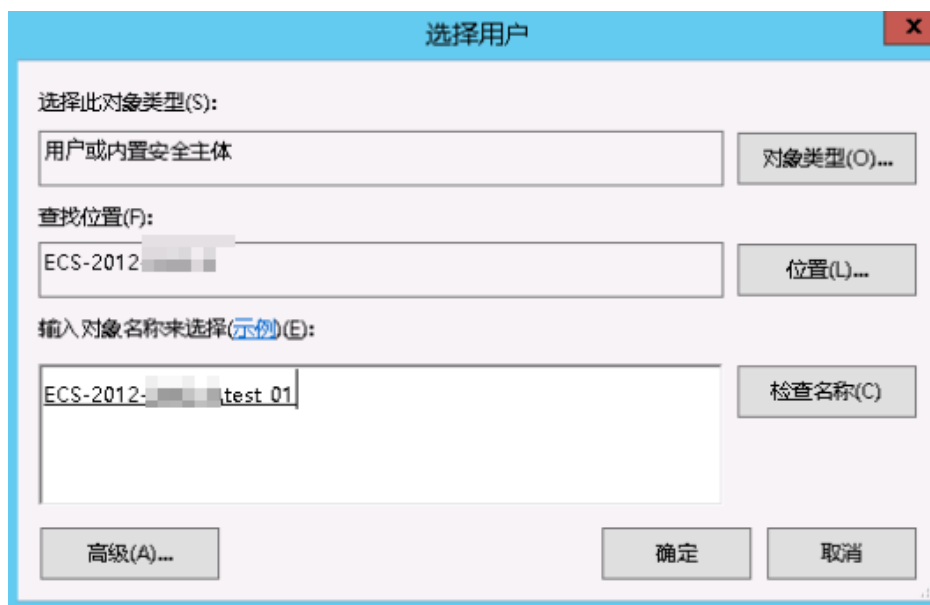 选择用户
x
选择此对象类型(S):
用户或内置安全主体
对象类型(O)...
查找位置(F):
ECS-2012-
位置(L)...
输入对象名称来选择(示例)(E):
ECS-2012- \test_01
检查名称(C)
高级(A)...
确定
取消